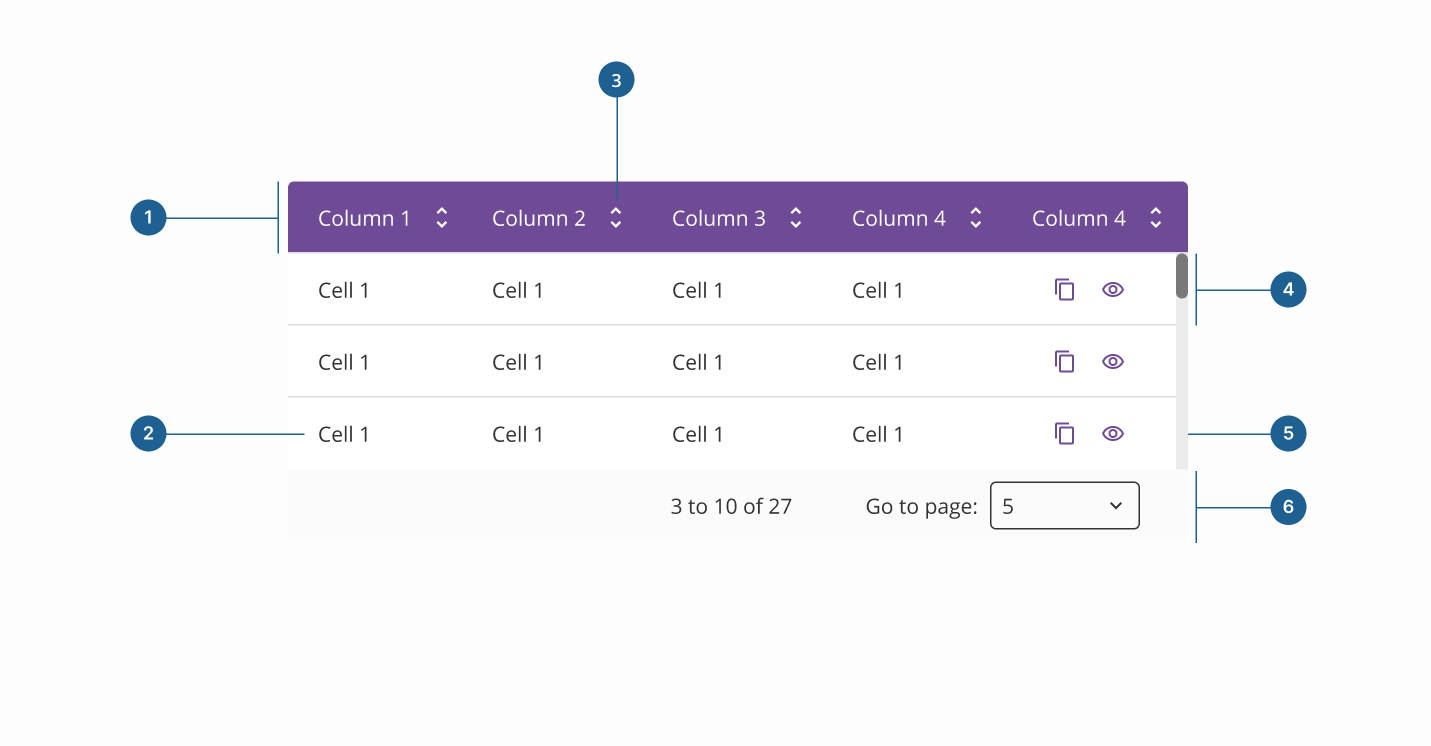 3
1
Column 1 Column 2 Column 3 Column 4 Column 4
Cell 1 Cell 1 Cell 1 Cell 1
4
Cell 1 Cell 1 Cell 1 Cell 1
2
Cell 1 Cell 1 Cell 1 Cell 1
5
3 to 10 of 27 Go to page: 5
6